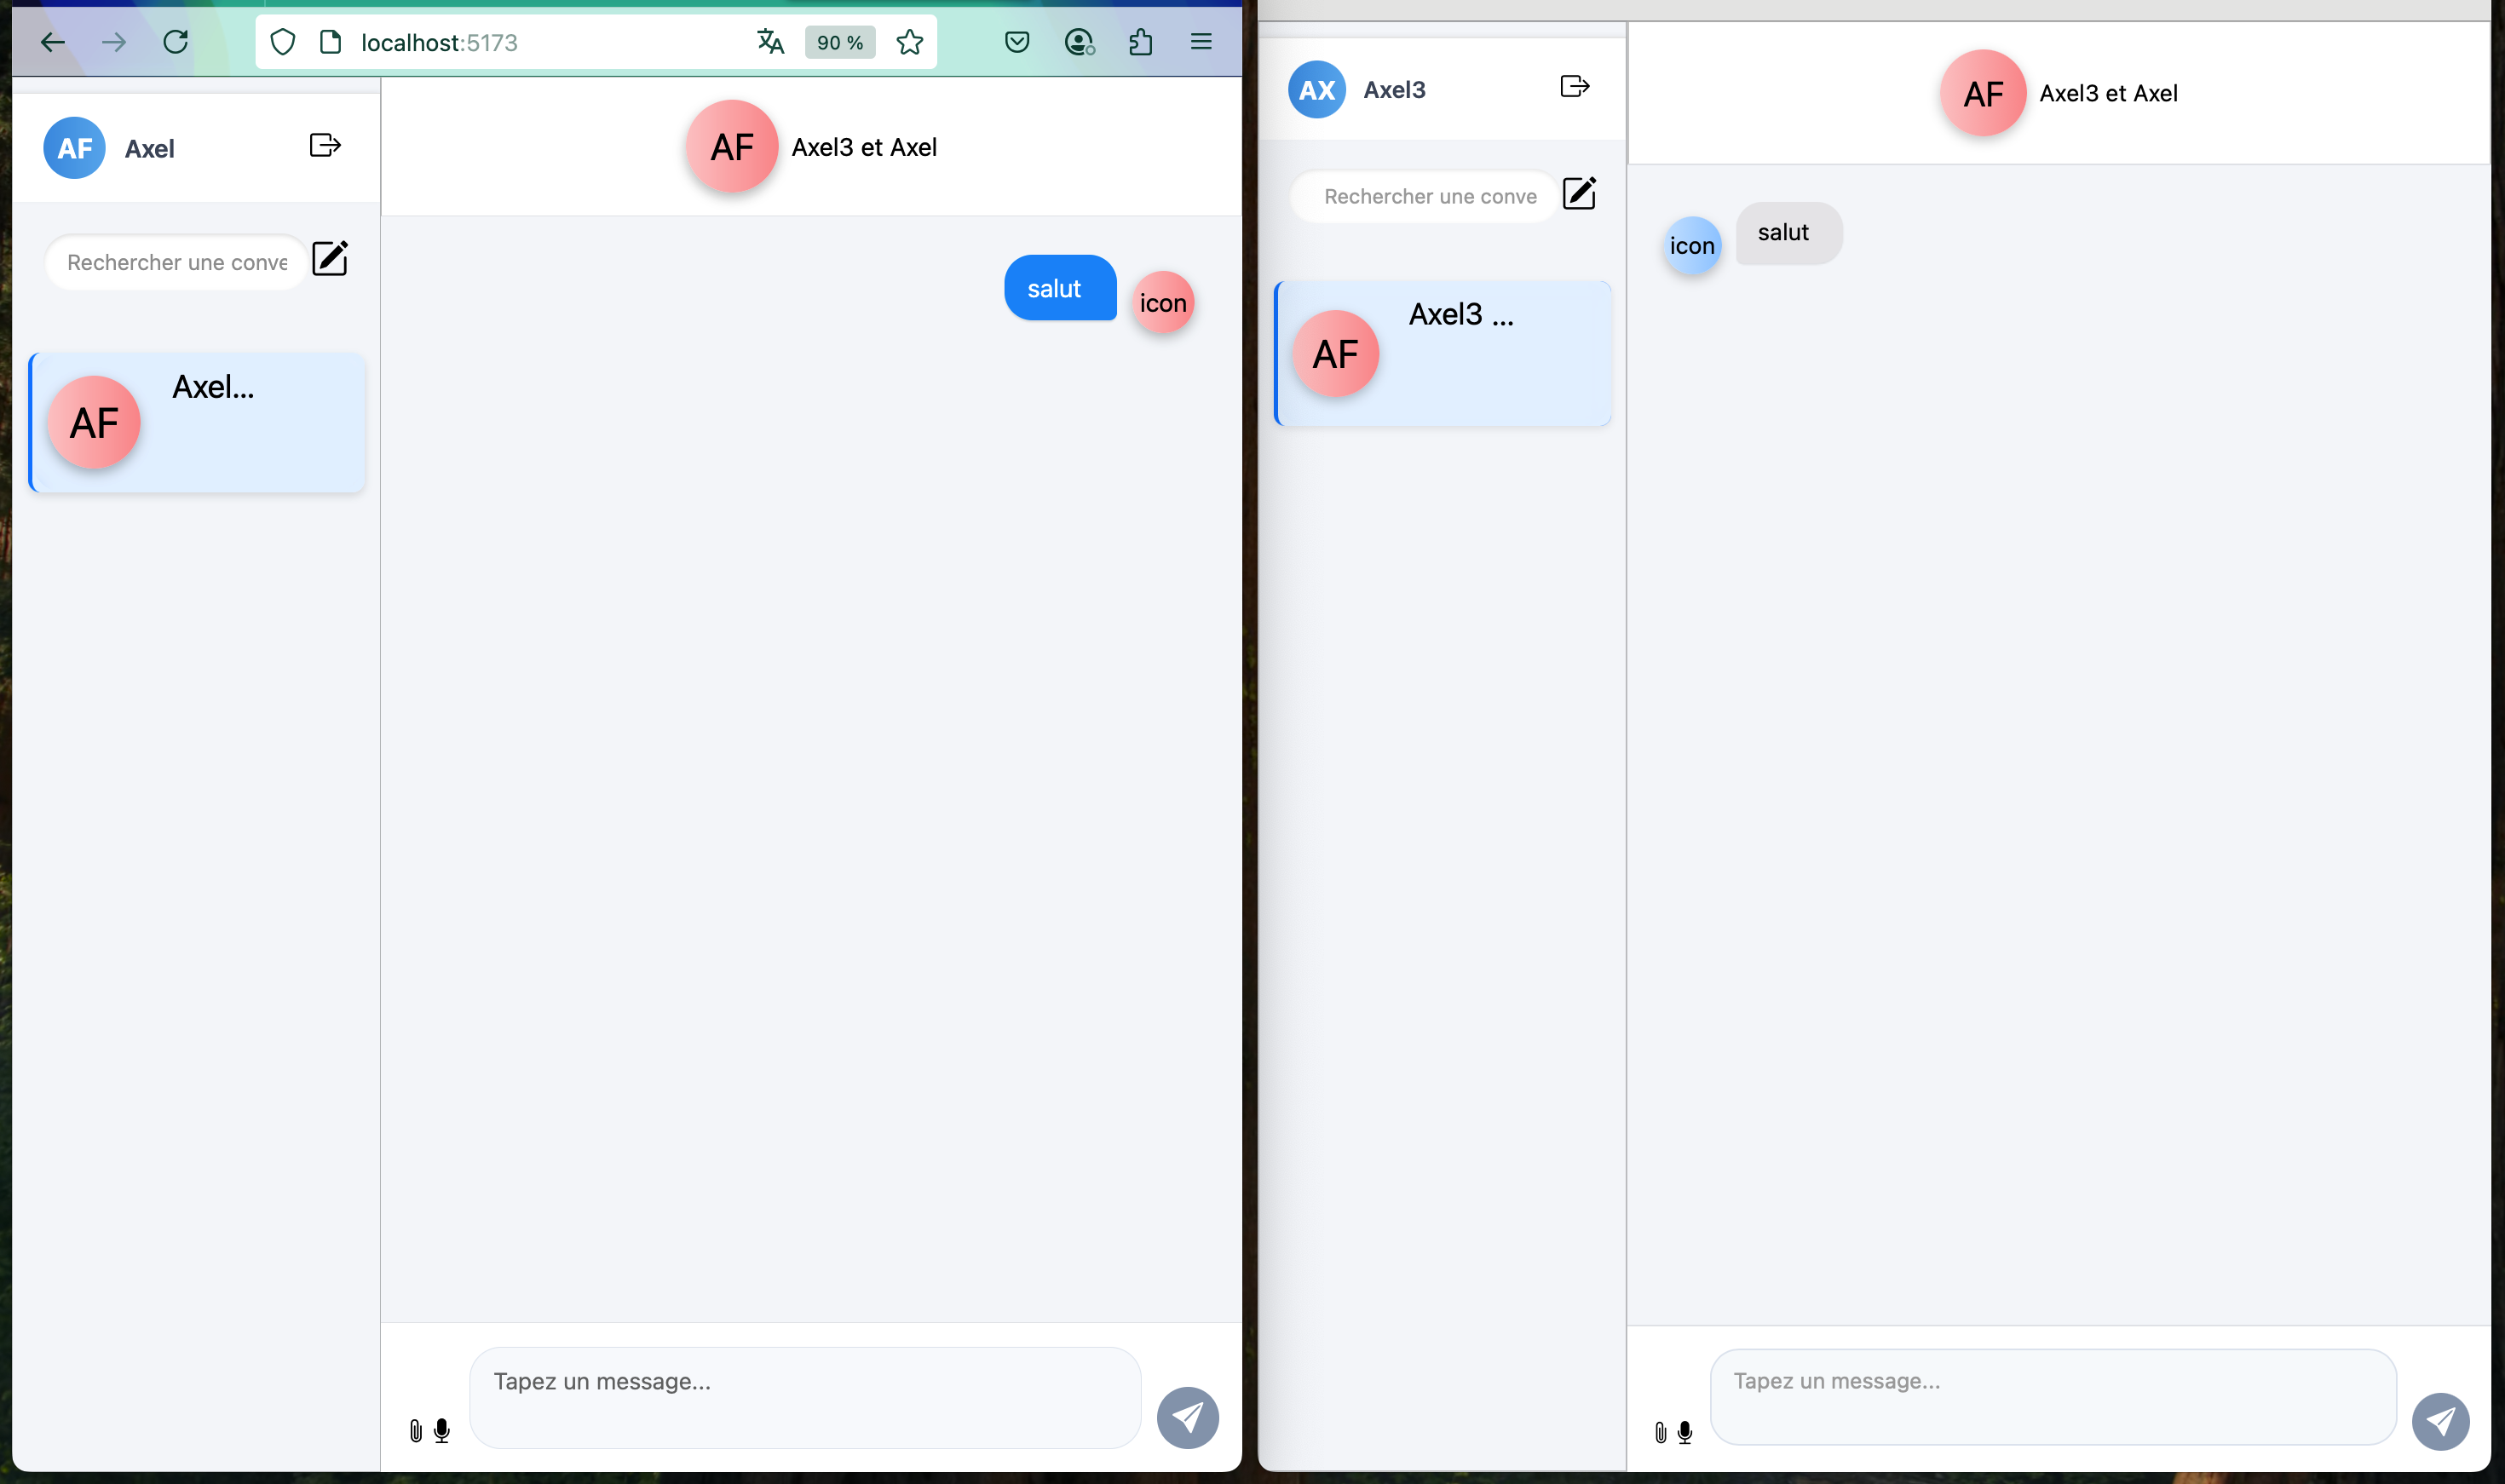 localhost:5173
90 %
AF
Axel
AF
Axel3 et Axel
Rechercher une conve
salut
icon
AF
Axel...
Tapez un message...
AX
Axel3
AF
Axel3 et Axel
Rechercher une conve
icon
salut
AF
Axel3 ...
Tapez un message...